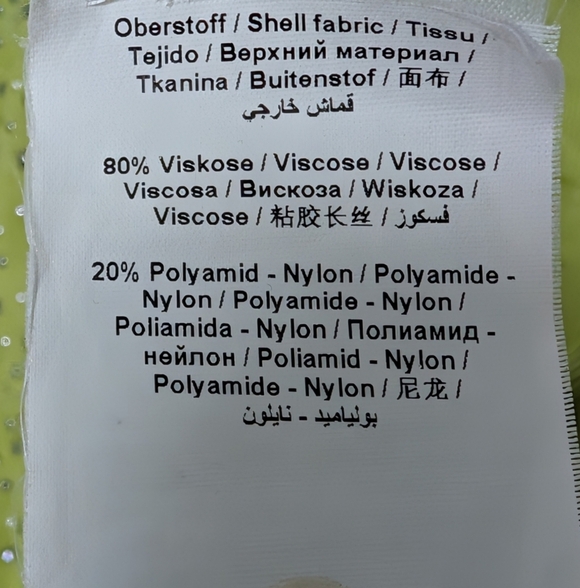 Oberstoff / Shell fabric / Tissu /
Tejido / Верхний материал /
Tkanina / Buitenstof / 面布 /
قماش خارجي
80% Viskose / Viscose / Viscose /
Viscosa / Вискоза / Wiskoza /
Viscose / 粘胶长丝 / فسكوز
20% Polyamid - Nylon / Polyamide -
Nylon / Polyamide - Nylon /
Poliamida - Nylon / Полиамид -
нейлон / Poliamid - Nylon /
Polyamide - Nylon / 尼龙 /
بولياميد - نايلون